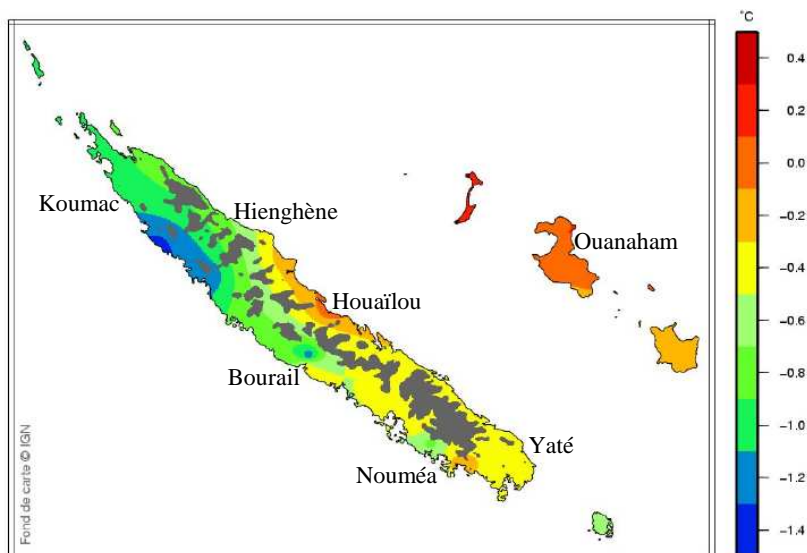 °C
0.4
0.2
0.0
−0.2
−0.4
−0.6
−0.8
−1.0
−1.2
−1.4
Koumac
Hienghène
Ouanaham
Houaïlou
Bourail
Yaté
Nouméa
Fond de carte © IGN